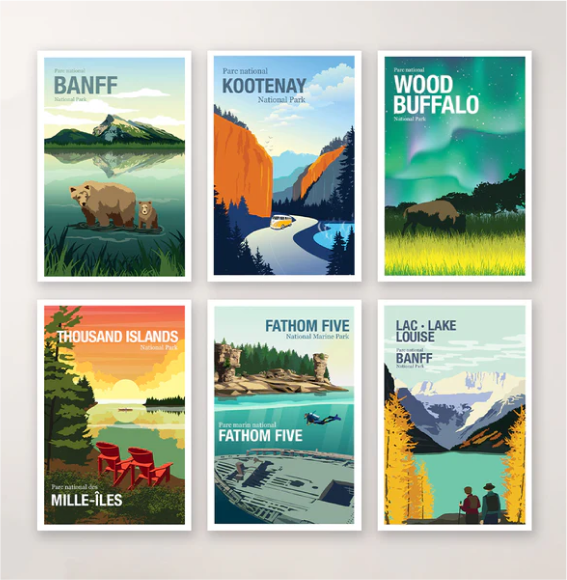 Parc national
BANFF
National Park
Parc national
KOOTENAY
National Park
Parc national
WOOD
BUFFALO
National Park
THOUSAND ISLANDS
National Park
Parc national des
MILLE-ÎLES
FATHOM FIVE
National Marine Park
Parc marin national
FATHOM FIVE
LAC • LAKE
LOUISE
Parc national
BANFF
National Park